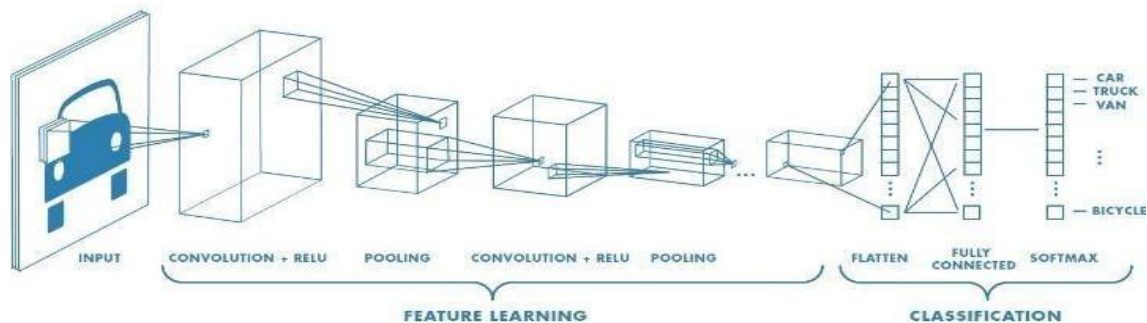 CAR
TRUCK
VAN
BICYCLE
INPUT
CONVOLUTION + RELU
POOLING
CONVOLUTION + RELU
POOLING
FLATTEN
FULLY
CONNECTED
SOFTMAX
FEATURE LEARNING
CLASSIFICATION